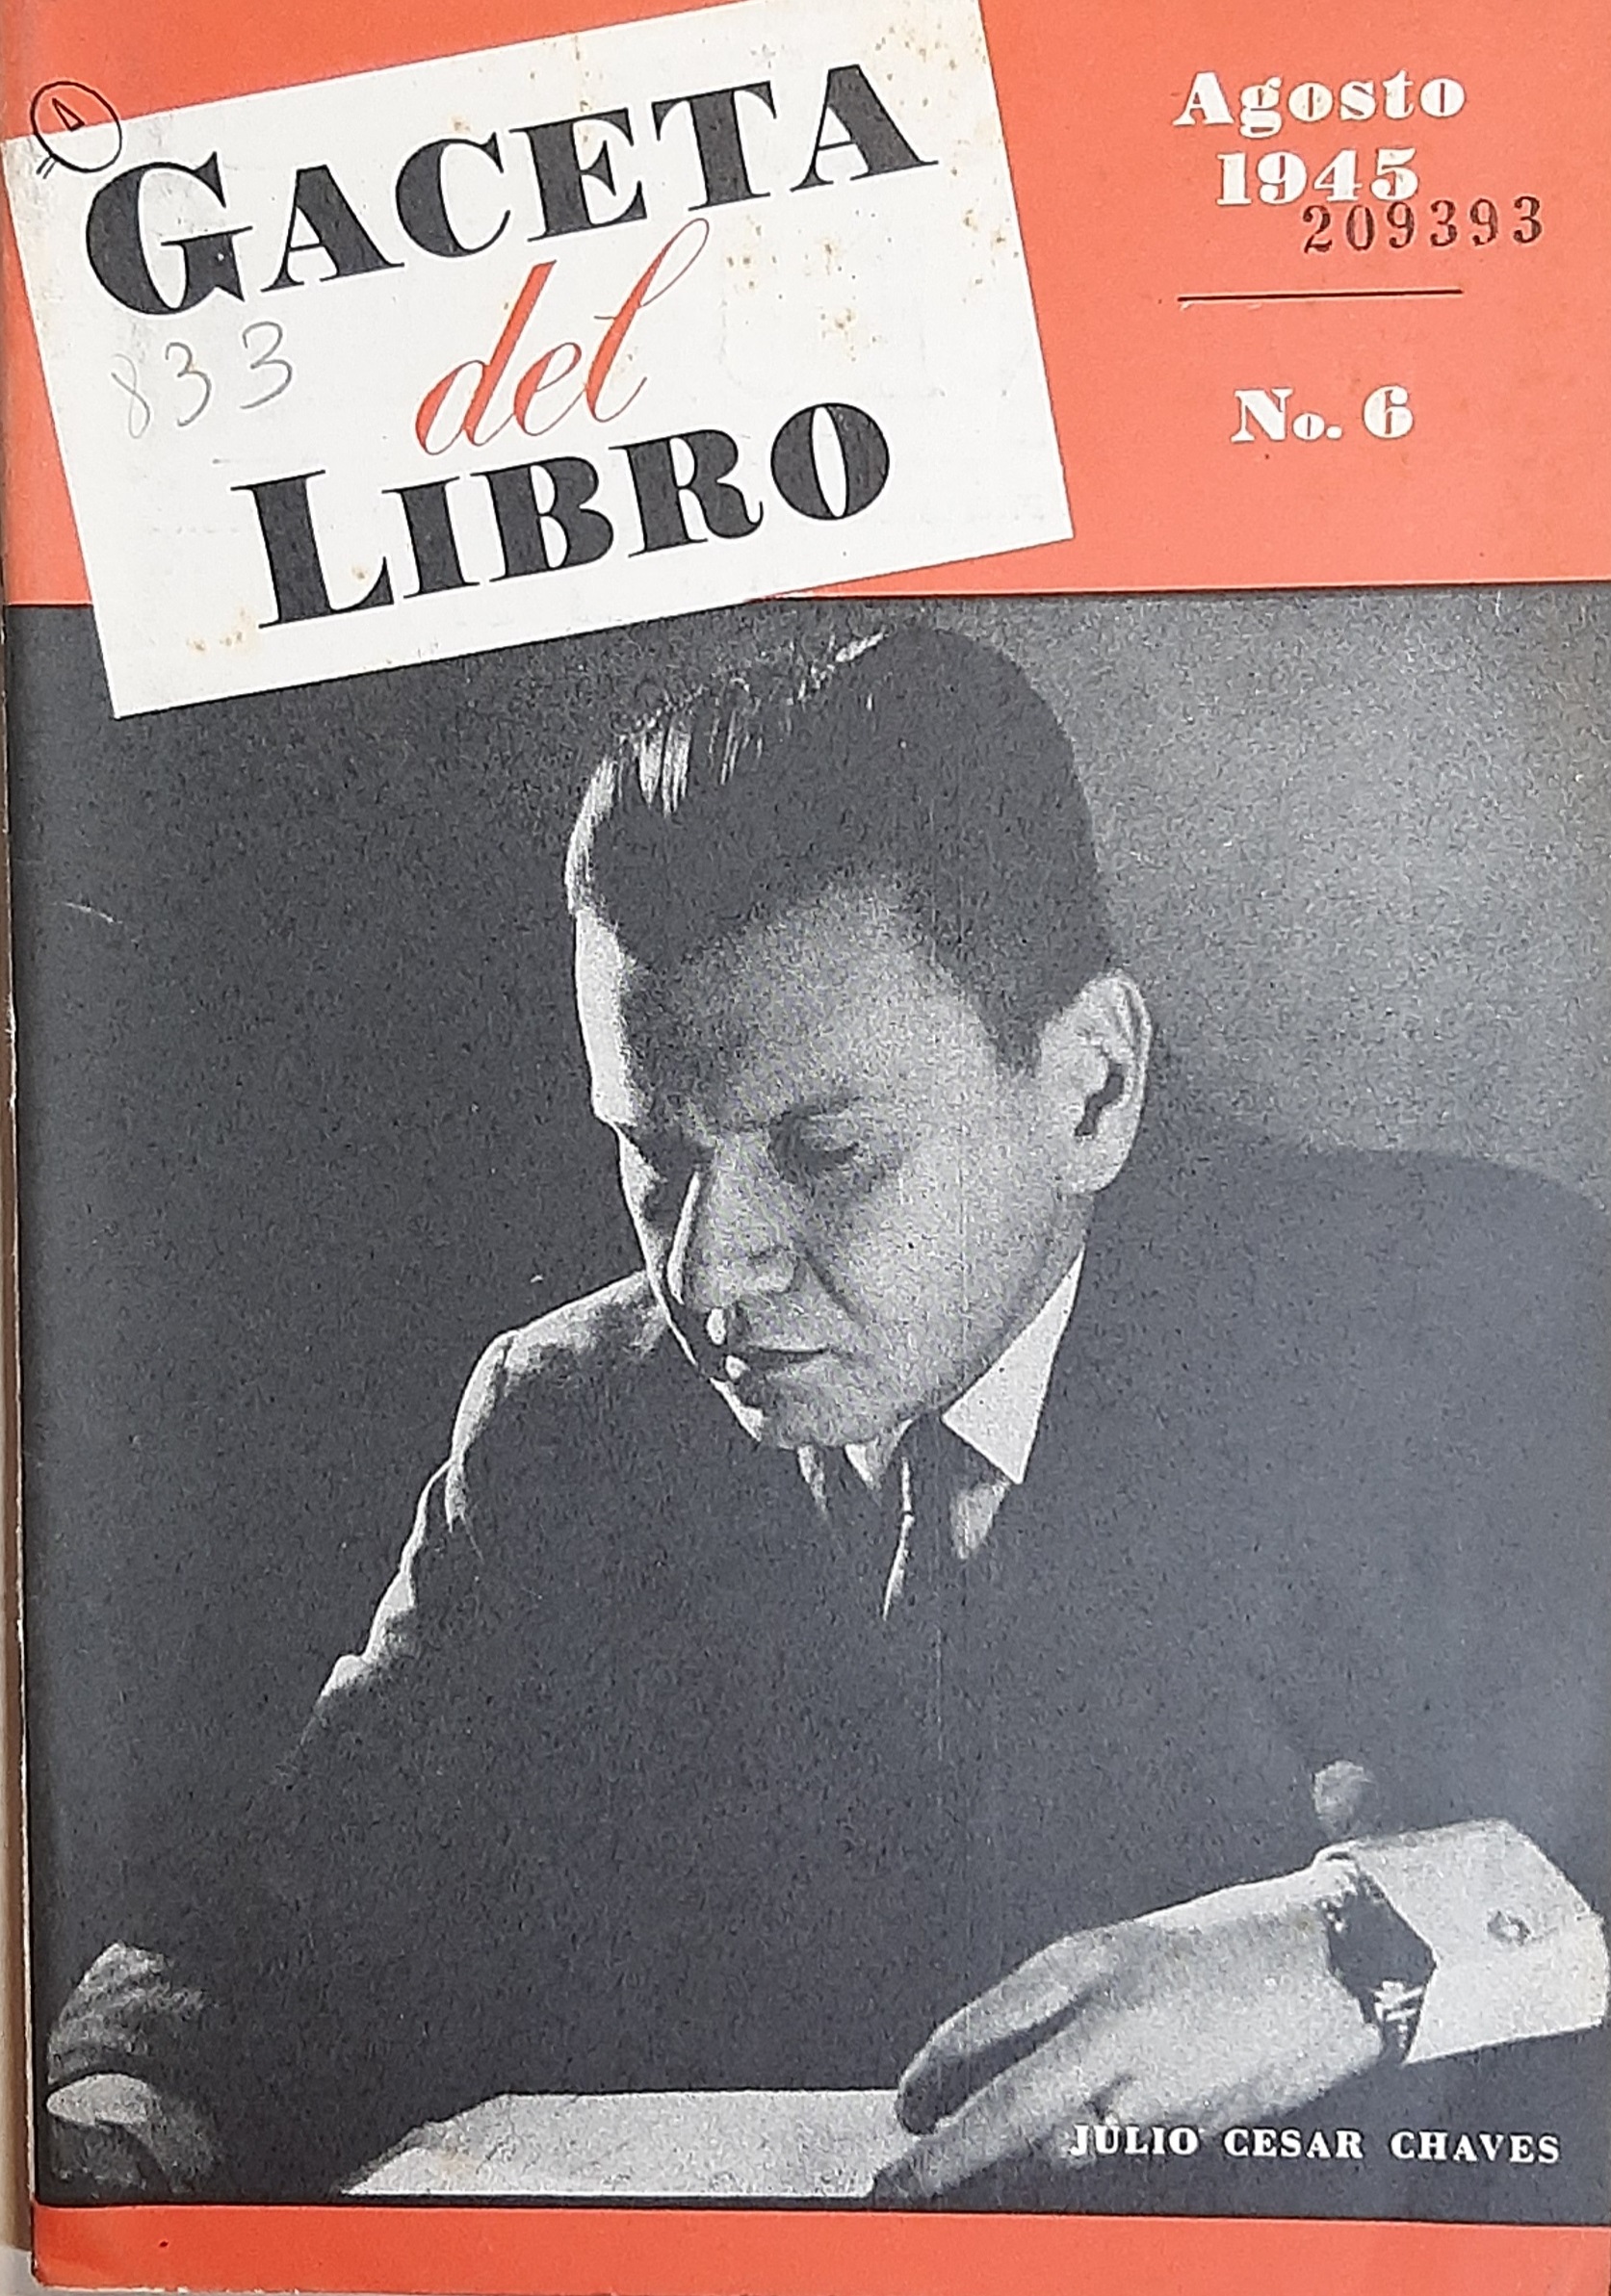 GACETA
del
LIBRO
833
Agosto
1945
209393
No. 6
JULIO CESAR CHAVES